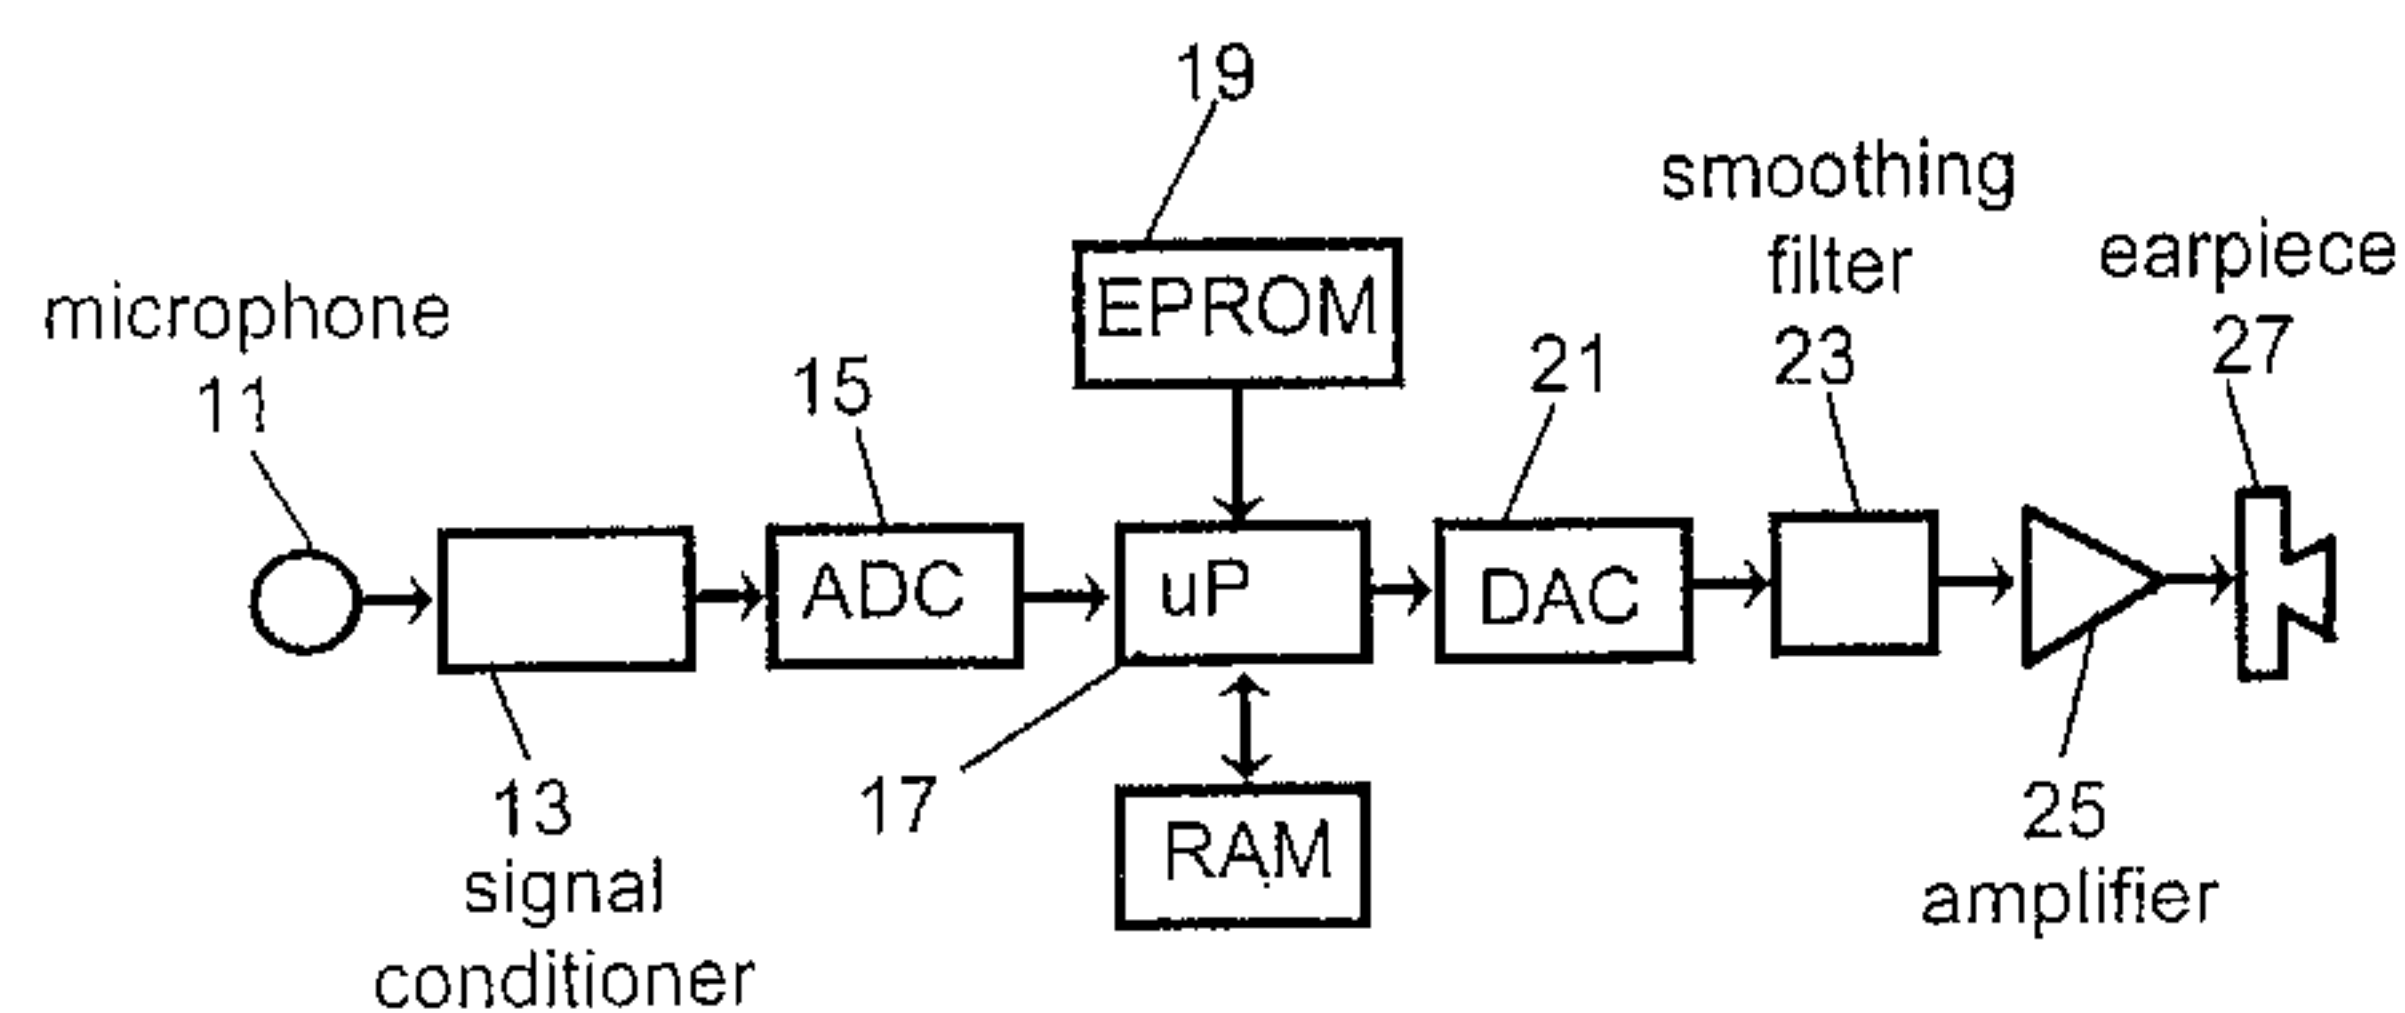 19
smoothing
filter
23
earpiece
27
microphone
11
EPROM
15
21
ADC
uP
DAC
13
signal
conditioner
17
RAM
25
amplifier